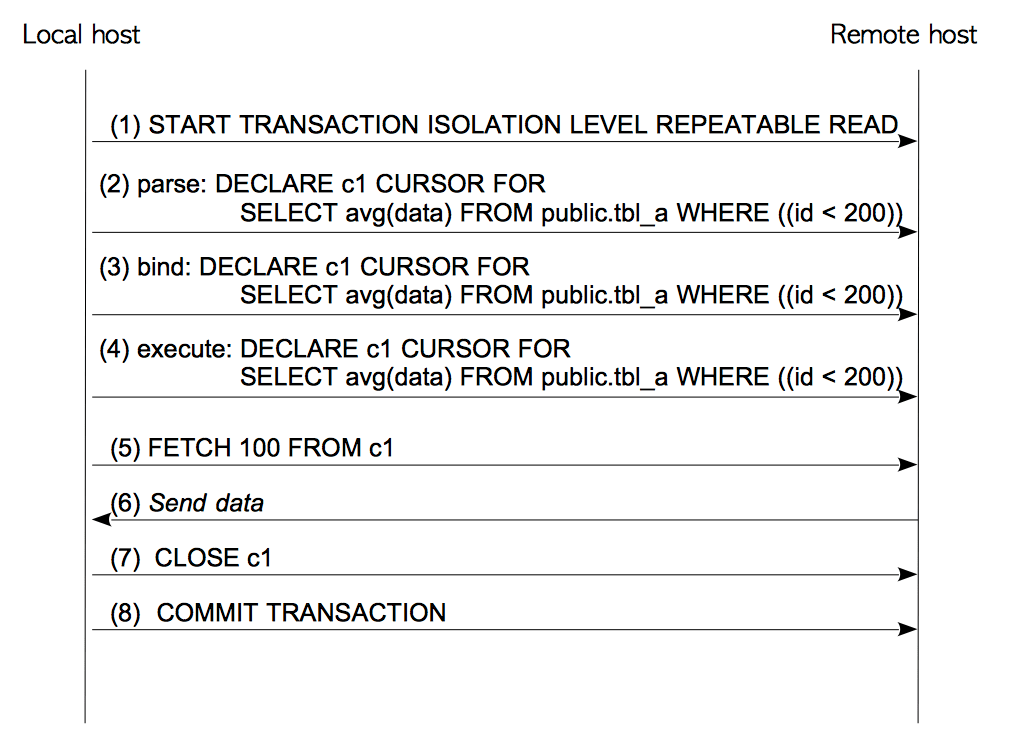 Local host
Remote host
(1) START TRANSACTION ISOLATION LEVEL REPEATABLE READ
(2) parse: DECLARE c1 CURSOR FOR
SELECT avg(data) FROM public.tbl_a WHERE ((id < 200))
(3) bind: DECLARE c1 CURSOR FOR
SELECT avg(data) FROM public.tbl_a WHERE ((id < 200))
(4) execute: DECLARE c1 CURSOR FOR
SELECT avg(data) FROM public.tbl_a WHERE ((id < 200))
(5) FETCH 100 FROM c1
(6) Send data
(7) CLOSE c1
(8) COMMIT TRANSACTION